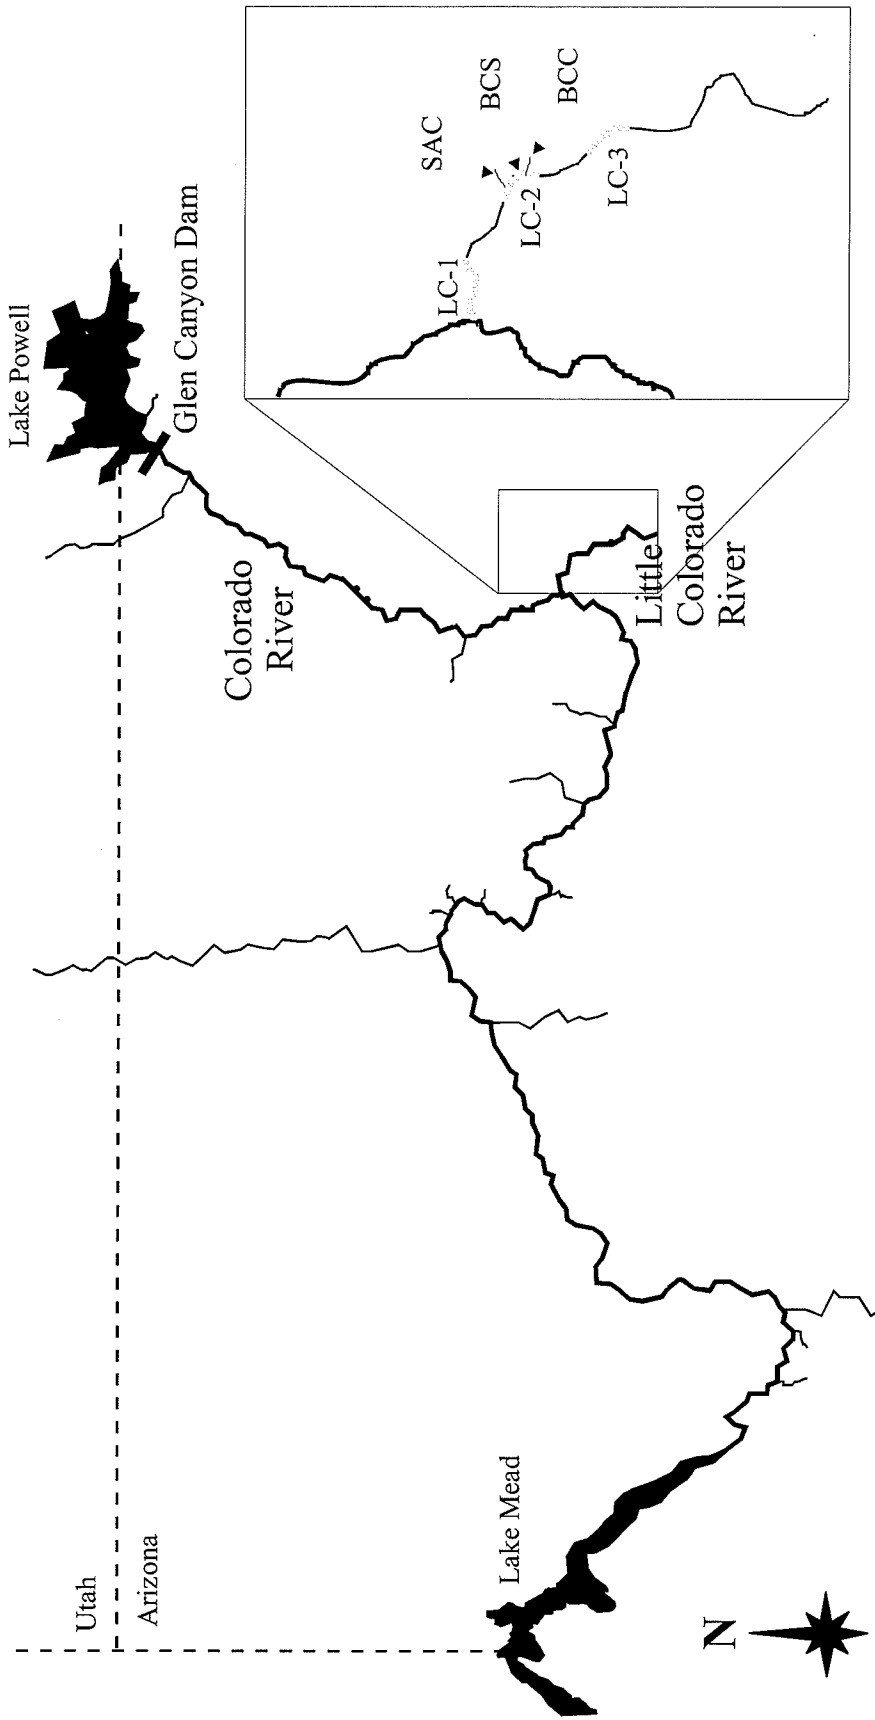 Lake Powell
Utah
Arizona
Glen Canyon Dam
Colorado
River
SAC
BCS
BCC
LC-1
LC-2
LC-3
Little
Colorado
River
Lake Mead
N